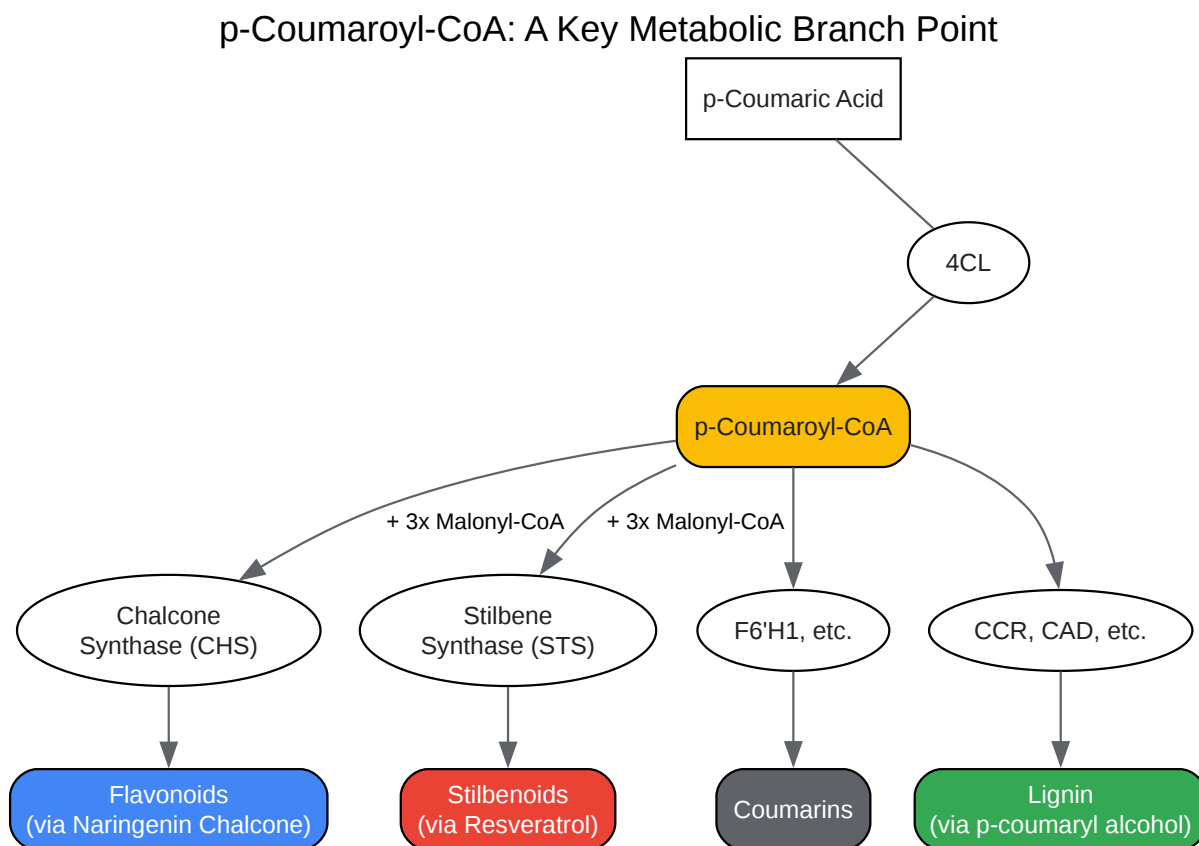 p-Coumaroyl-CoA: A Key Metabolic Branch Point
p-Coumaric Acid
4CL
p-Coumaroyl-CoA
+ 3x Malonyl-CoA
+ 3x Malonyl-CoA
Chalcone
Synthase (CHS)
Stilbene
Synthase (STS)
F6'H1, etc.
CCR, CAD, etc.
Flavonoids
(via Naringenin Chalcone)
Stilbenoids
(via Resveratrol)
Coumarins
Lignin
(via p-coumaryl alcohol)